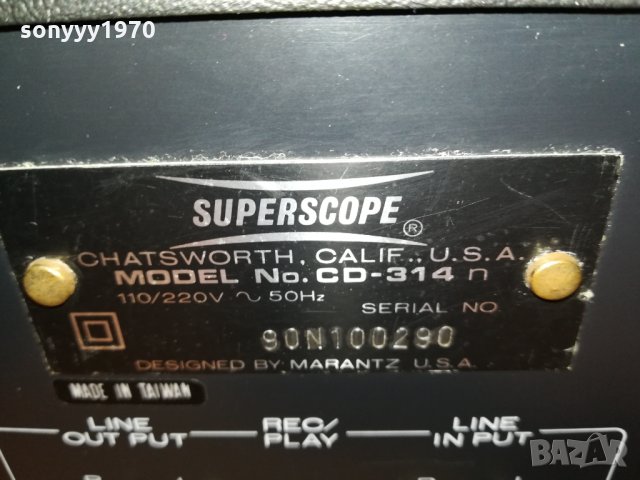 sonyyy1970
SUPERSCOPE ®
CHATSWORTH, CALIF., U.S.A.
MODEL No. CD-314 n
110/220V ~ 50Hz
SERIAL NO
90N100290
DESIGNED BY MARANTZ U.S.A.
MADE IN TAIWAN
LINE OUT PUT
REC/ PLAY
LINE IN PUT
BAZAR